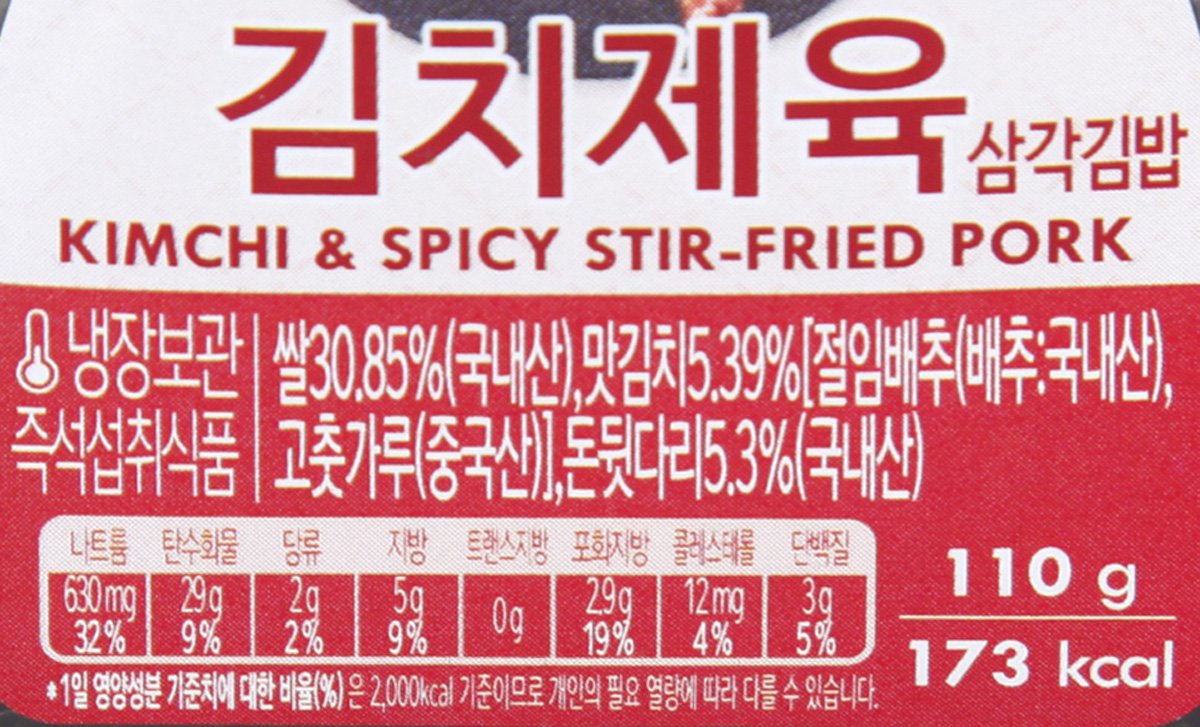 김치제육 삼각김밥
KIMCHI & SPICY STIR-FRIED PORK
냉장보관
즉석섭취식품
쌀30.85%(국내산),맛김치5.39%[절임배추(배추:국내산),
고춧가루(중국산)],돈뒷다리5.3%(국내산)
나트륨 탄수화물 당류 지방 트랜스지방 포화지방 콜레스테롤 단백질
630mg 29g 2g 5g 0g 2.9g 12mg 3g
32% 9% 2% 9% 19% 4% 5%
*1일 영양성분 기준치에 대한 비율(%)은 2,000kcal 기준이므로 개인의 필요 열량에 따라 다를 수 있습니다.
110 g
173 kcal